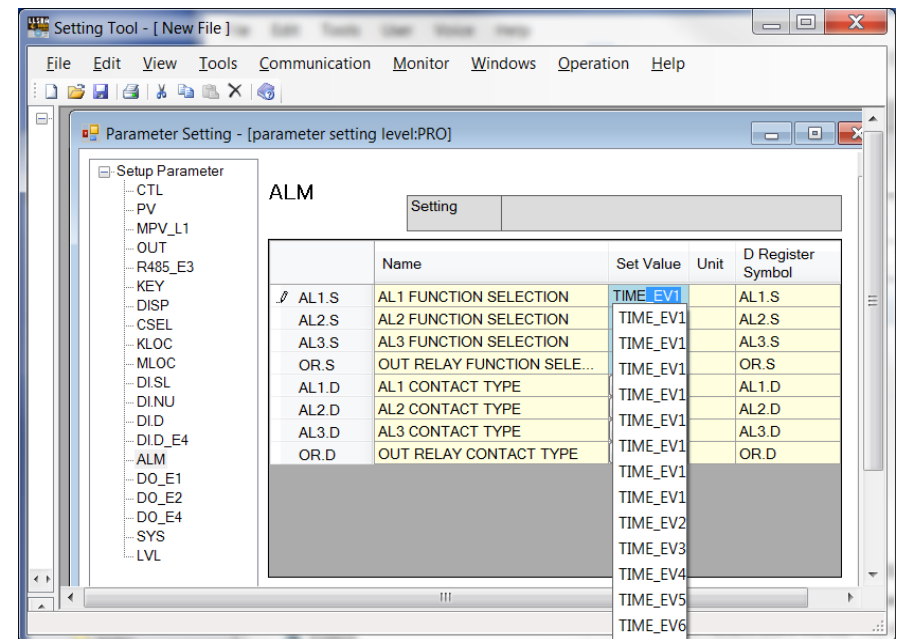 Setting Tool - [ New File ]
File Edit View Tools Communication Monitor Windows Operation Help
Parameter Setting - [parameter setting level:PRO]
Setup Parameter
CTL
PV
MPV_L1
OUT
R485_E3
KEY
DISP
CSEL
KLOC
MLOC
DI.SL
DI.NU
DI.D
DI.D_E4
ALM
DO_E1
DO_E2
DO_E4
SYS
LVL
ALM
Setting
Name Set Value Unit D Register Symbol
AL1.S AL1 FUNCTION SELECTION TIME_EV1 AL1.S
AL2.S AL2 FUNCTION SELECTION AL2.S
AL3.S AL3 FUNCTION SELECTION AL3.S
OR.S OUT RELAY FUNCTION SELE... OR.S
AL1.D AL1 CONTACT TYPE AL1.D
AL2.D AL2 CONTACT TYPE AL2.D
AL3.D AL3 CONTACT TYPE AL3.D
OR.D OUT RELAY CONTACT TYPE OR.D
TIME_EV1
TIME_EV1
TIME_EV1
TIME_EV1
TIME_EV1
TIME_EV1
TIME_EV1
TIME_EV1
TIME_EV2
TIME_EV3
TIME_EV4
TIME_EV5
TIME_EV6